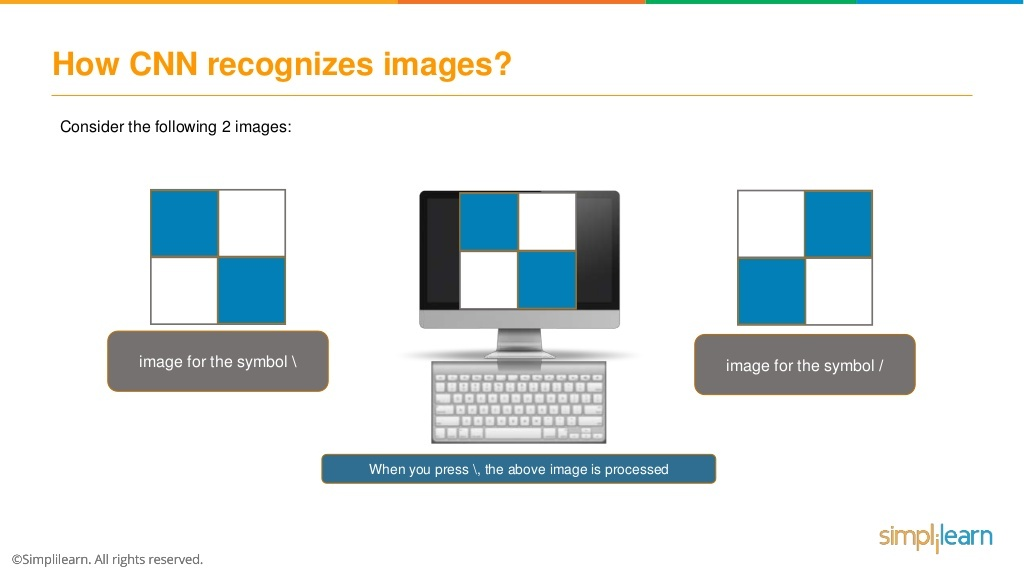 How CNN recognizes images?
Consider the following 2 images:
image for the symbol \
image for the symbol /
When you press \, the above image is processed
©Simplilearn. All rights reserved.
simplilearn